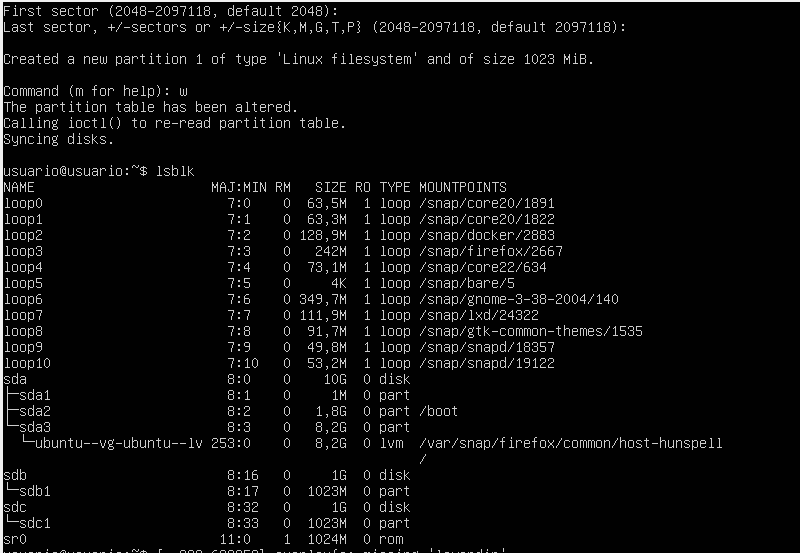 First sector (2048-2097118, default 2048):
Last sector, +/-sectors or +/-size{K,M,G,T,P} (2048-2097118, default 2097118):
Created a new partition 1 of type 'Linux filesystem' and of size 1023 MiB.
Command (m for help): w
The partition table has been altered.
Calling ioctl() to re-read partition table.
Syncing disks.
usuario@usuario:~$ lsblk
NAME MAJ:MIN RM SIZE RO TYPE MOUNTPOINTS
loop0 7:0 0 63,5M 1 loop /snap/core20/1891
loop1 7:1 0 63,3M 1 loop /snap/core20/1822
loop2 7:2 0 128,9M 1 loop /snap/docker/2883
loop3 7:3 0 242M 1 loop /snap/firefox/2667
loop4 7:4 0 73,1M 1 loop /snap/core22/634
loop5 7:5 0 4K 1 loop /snap/bare/5
loop6 7:6 0 349,7M 1 loop /snap/gnome-3-38-2004/140
loop7 7:7 0 111,9M 1 loop /snap/lxd/24322
loop8 7:8 0 91,7M 1 loop /snap/gtk-common-themes/1535
loop9 7:9 0 49,8M 1 loop /snap/snapd/18357
loop10 7:10 0 53,2M 1 loop /snap/snapd/19122
sda 8:0 0 10G 0 disk
├─sda1 8:1 0 1M 0 part
├─sda2 8:2 0 1,8G 0 part /boot
└─sda3 8:3 0 8,2G 0 part
└─ubuntu--vg-ubuntu--lv 253:0 0 8,2G 0 lvm /var/snap/firefox/common/host-hunspell
/
sdb 8:16 0 1G 0 disk
└─sdb1 8:17 0 1023M 0 part
sdc 8:32 0 1G 0 disk
└─sdc1 8:33 0 1023M 0 part
sr0 11:0 1 1024M 0 rom